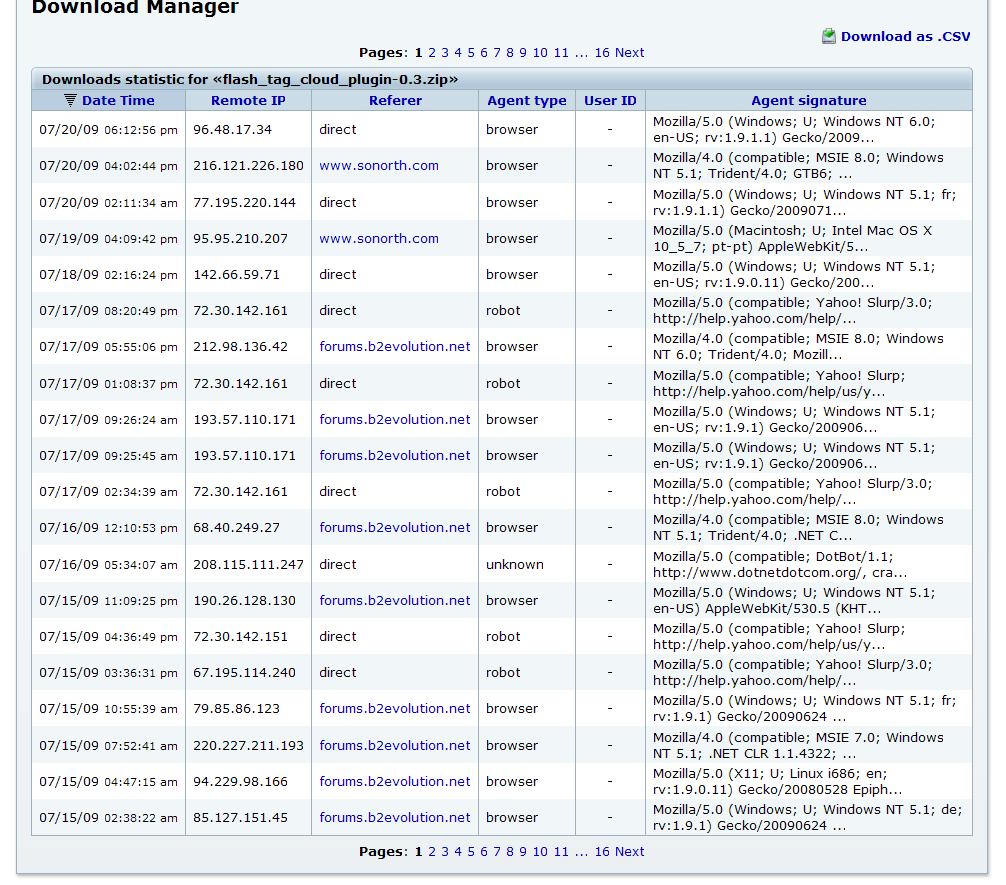 Download Manager
Download as .CSV
Pages: 1 2 3 4 5 6 7 8 9 10 11 ... 16 Next
Downloads statistic for «flash_tag_cloud_plugin-0.3.zip»
Date Time Remote IP Referer Agent type User ID Agent signature
07/20/09 06:12:56 pm 96.48.17.34 direct browser - Mozilla/5.0 (Windows; U; Windows NT 6.0;
en-US; rv:1.9.1.1) Gecko/2009...
07/20/09 04:02:44 pm 216.121.226.180 www.sonorth.com browser - Mozilla/4.0 (compatible; MSIE 8.0; Windows
NT 5.1; Trident/4.0; GTB6; ...
07/20/09 02:11:34 am 77.195.220.144 direct browser - Mozilla/5.0 (Windows; U; Windows NT 5.1; fr;
rv:1.9.1.1) Gecko/2009071...
07/19/09 04:09:42 pm 95.95.210.207 www.sonorth.com browser - Mozilla/5.0 (Macintosh; U; Intel Mac OS X
10_5_7; pt-pt) AppleWebKit/5...
07/18/09 02:16:24 pm 142.66.59.71 direct browser - Mozilla/5.0 (Windows; U; Windows NT 5.1;
en-US; rv:1.9.0.11) Gecko/200...
07/17/09 08:20:49 pm 72.30.142.161 direct robot - Mozilla/5.0 (compatible; Yahoo! Slurp/3.0;
http://help.yahoo.com/help/...
07/17/09 05:55:06 pm 212.98.136.42 forums.b2evolution.net browser - Mozilla/4.0 (compatible; MSIE 8.0; Windows
NT 6.0; Trident/4.0; Mozill...
07/17/09 01:08:37 pm 72.30.142.161 direct robot - Mozilla/5.0 (compatible; Yahoo! Slurp;
http://help.yahoo.com/help/us/y...
07/17/09 09:26:24 am 193.57.110.171 forums.b2evolution.net browser - Mozilla/5.0 (Windows; U; Windows NT 5.1;
en-US; rv:1.9.1) Gecko/200906...
07/17/09 09:25:45 am 193.57.110.171 forums.b2evolution.net browser - Mozilla/5.0 (Windows; U; Windows NT 5.1;
en-US; rv:1.9.1) Gecko/200906...
07/17/09 02:34:39 am 72.30.142.161 direct robot - Mozilla/5.0 (compatible; Yahoo! Slurp/3.0;
http://help.yahoo.com/help/...
07/16/09 12:10:53 pm 68.40.249.27 forums.b2evolution.net browser - Mozilla/4.0 (compatible; MSIE 8.0; Windows
NT 5.1; Trident/4.0; .NET C...
07/16/09 05:34:07 am 208.115.111.247 direct unknown - Mozilla/5.0 (compatible; DotBot/1.1;
http://www.dotnetdotcom.org/, cra...
07/15/09 11:09:25 pm 190.26.128.130 forums.b2evolution.net browser - Mozilla/5.0 (Windows; U; Windows NT 5.1;
en-US) AppleWebKit/530.5 (KHT...
07/15/09 04:36:49 pm 72.30.142.151 direct robot - Mozilla/5.0 (compatible; Yahoo! Slurp;
http://help.yahoo.com/help/us/y...
07/15/09 03:36:31 pm 67.195.114.240 direct robot - Mozilla/5.0 (compatible; Yahoo! Slurp/3.0;
http://help.yahoo.com/help/...
07/15/09 10:55:39 am 79.85.86.123 forums.b2evolution.net browser - Mozilla/5.0 (Windows; U; Windows NT 5.1; fr;
rv:1.9.1) Gecko/20090624 ...
07/15/09 07:52:41 am 220.227.211.193 forums.b2evolution.net browser - Mozilla/4.0 (compatible; MSIE 7.0; Windows
NT 5.1; .NET CLR 1.1.4322; ...
07/15/09 04:47:15 am 94.229.98.166 forums.b2evolution.net browser - Mozilla/5.0 (X11; U; Linux i686; en;
rv:1.9.0.11) Gecko/20080528 Epiph...
07/15/09 02:38:22 am 85.127.151.45 forums.b2evolution.net browser - Mozilla/5.0 (Windows; U; Windows NT 5.1; de;
rv:1.9.1) Gecko/20090624 ...
Pages: 1 2 3 4 5 6 7 8 9 10 11 ... 16 Next